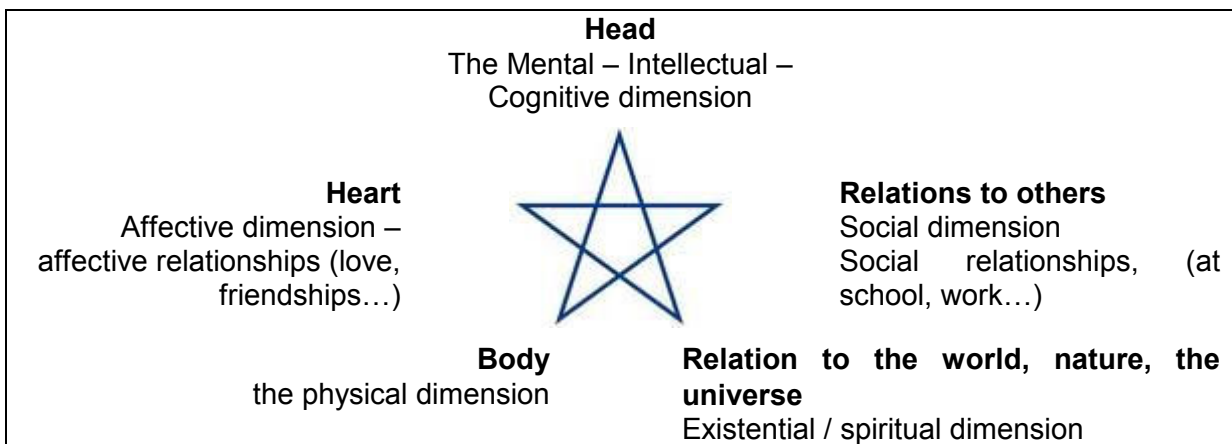 Head
The Mental – Intellectual –
Cognitive dimension
Heart
Affective dimension –
affective relationships (love,
friendships…)
Relations to others
Social dimension
Social relationships, (at
school, work…)
Body
the physical dimension
Relation to the world, nature, the
universe
Existential / spiritual dimension